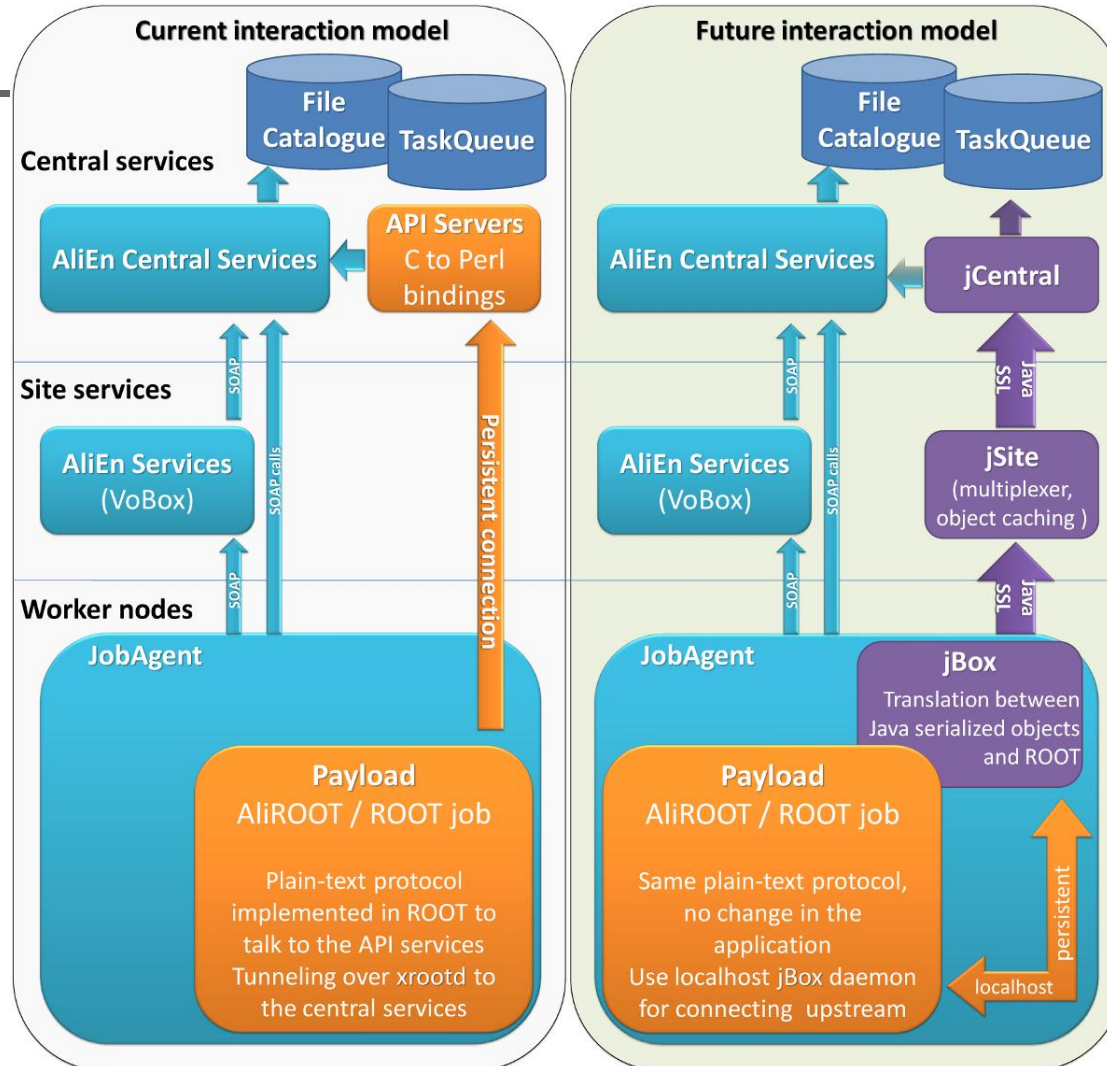 Current interaction model
File
Catalogue
TaskQueue
Central services
AliEn Central Services
API Servers
C to Perl
bindings
SOAP
SOAP calls
Persistent connection
Site services
AliEn Services
(VoBox)
SOAP
Worker nodes
JobAgent
Payload
AliROOT / ROOT job
Plain-text protocol
implemented in ROOT to
talk to the API services
Tunneling over xrootd to
the central services
Future interaction model
File
Catalogue
TaskQueue
AliEn Central Services
jCentral
SOAP
SOAP calls
Java
SSL
AliEn Services
(VoBox)
jSite
(multiplexer,
object caching )
SOAP
Java
SSL
JobAgent
jBox
Translation between
Java serialized objects
and ROOT
Payload
AliROOT / ROOT job
Same plain-text protocol,
no change in the
application
Use localhost jBox daemon
for connecting upstream
persistent
localhost